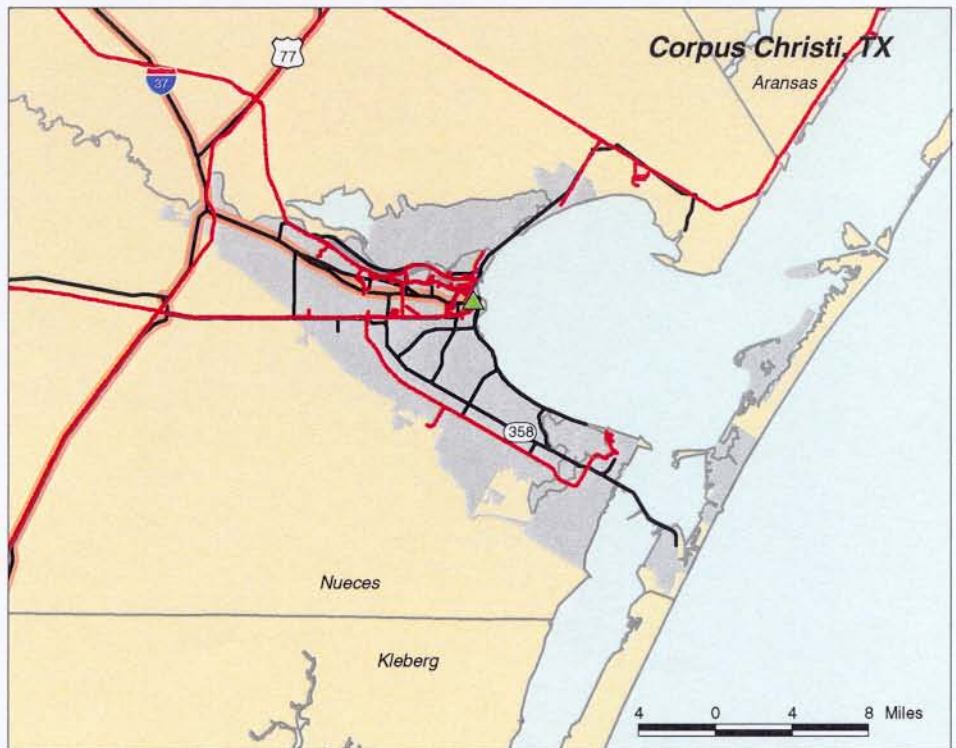 Corpus Christi, TX
Aransas
77
37
358
Nueces
Kleberg
4 0 4 8 Miles